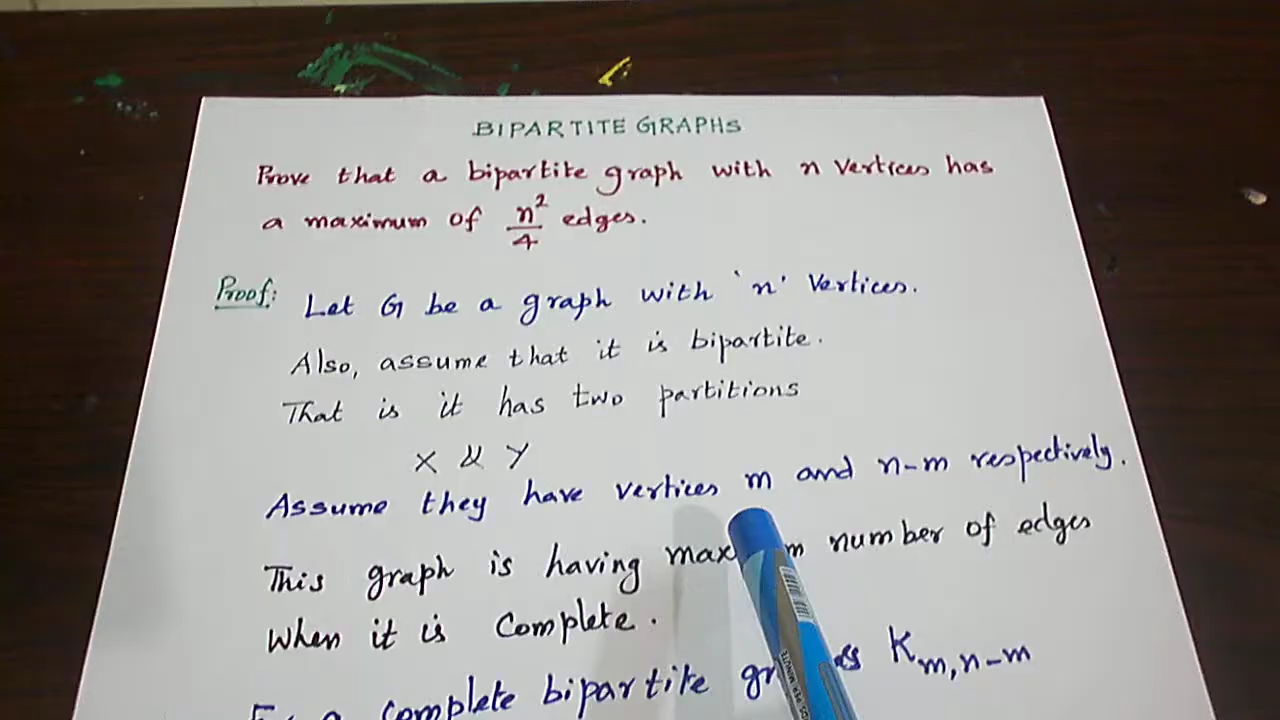 BIPARTITE GRAPHS
Prove that a bipartite graph with n vertices has
a maximum of n²/4 edges.
Proof: Let G be a graph with 'n' vertices.
Also, assume that it is bipartite.
That is it has two partitions
X & Y
Assume they have vertices m and n-m respectively.
This graph is having number of edges
When it is Complete.
complete bipartite K m,n-m